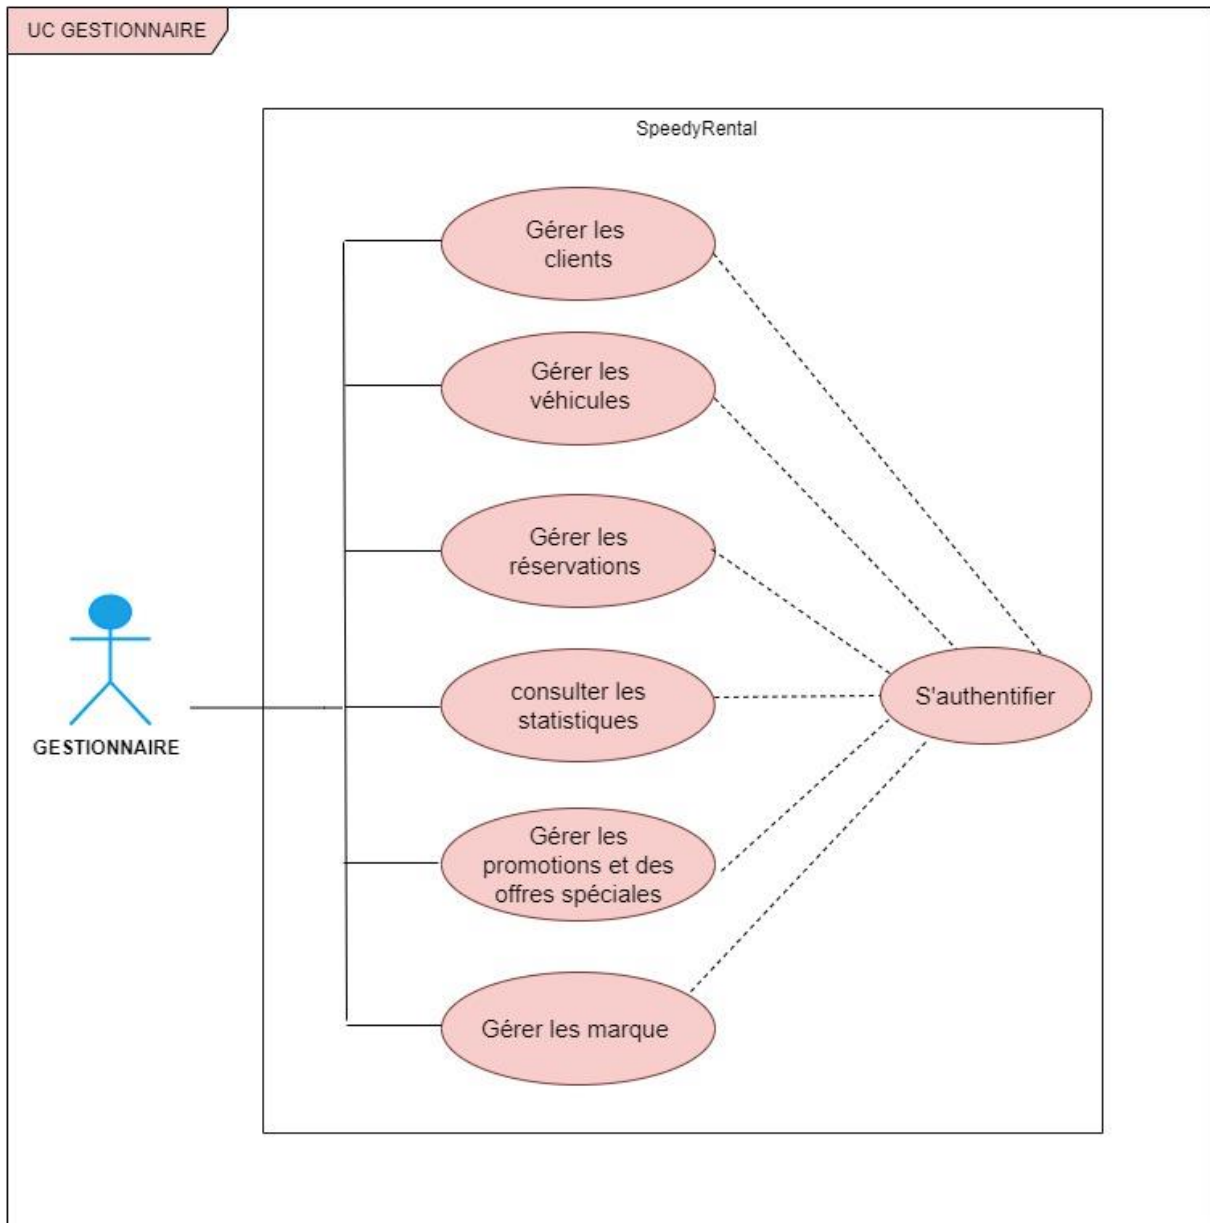 UC GESTIONNAIRE
SpeedyRental
Gérer les
clients
Gérer les
véhicules
Gérer les
réservations
consulter les
statistiques
S'authentifier
GESTIONNAIRE
Gérer les
promotions et des
offres spéciales
Gérer les marque